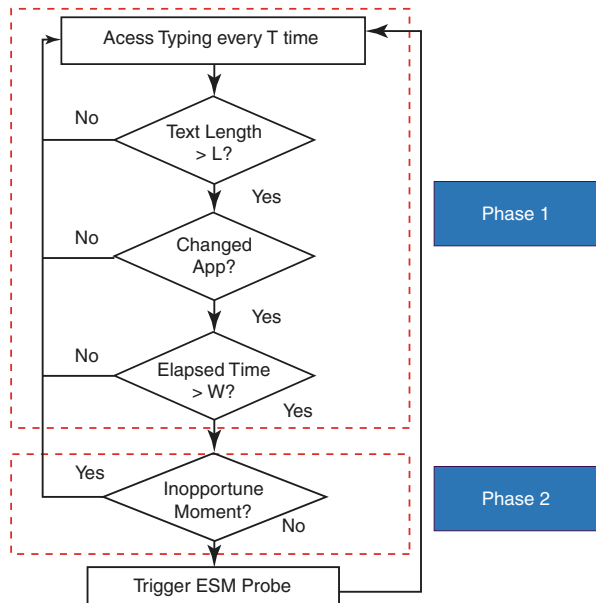 Acess Typing every T time
No
Text Length
> L?
Yes
Phase 1
No
Changed
App?
Yes
No
Elapsed Time
> W?
Yes
Yes
Inopportune
Moment?
No
Phase 2
Trigger ESM Probe